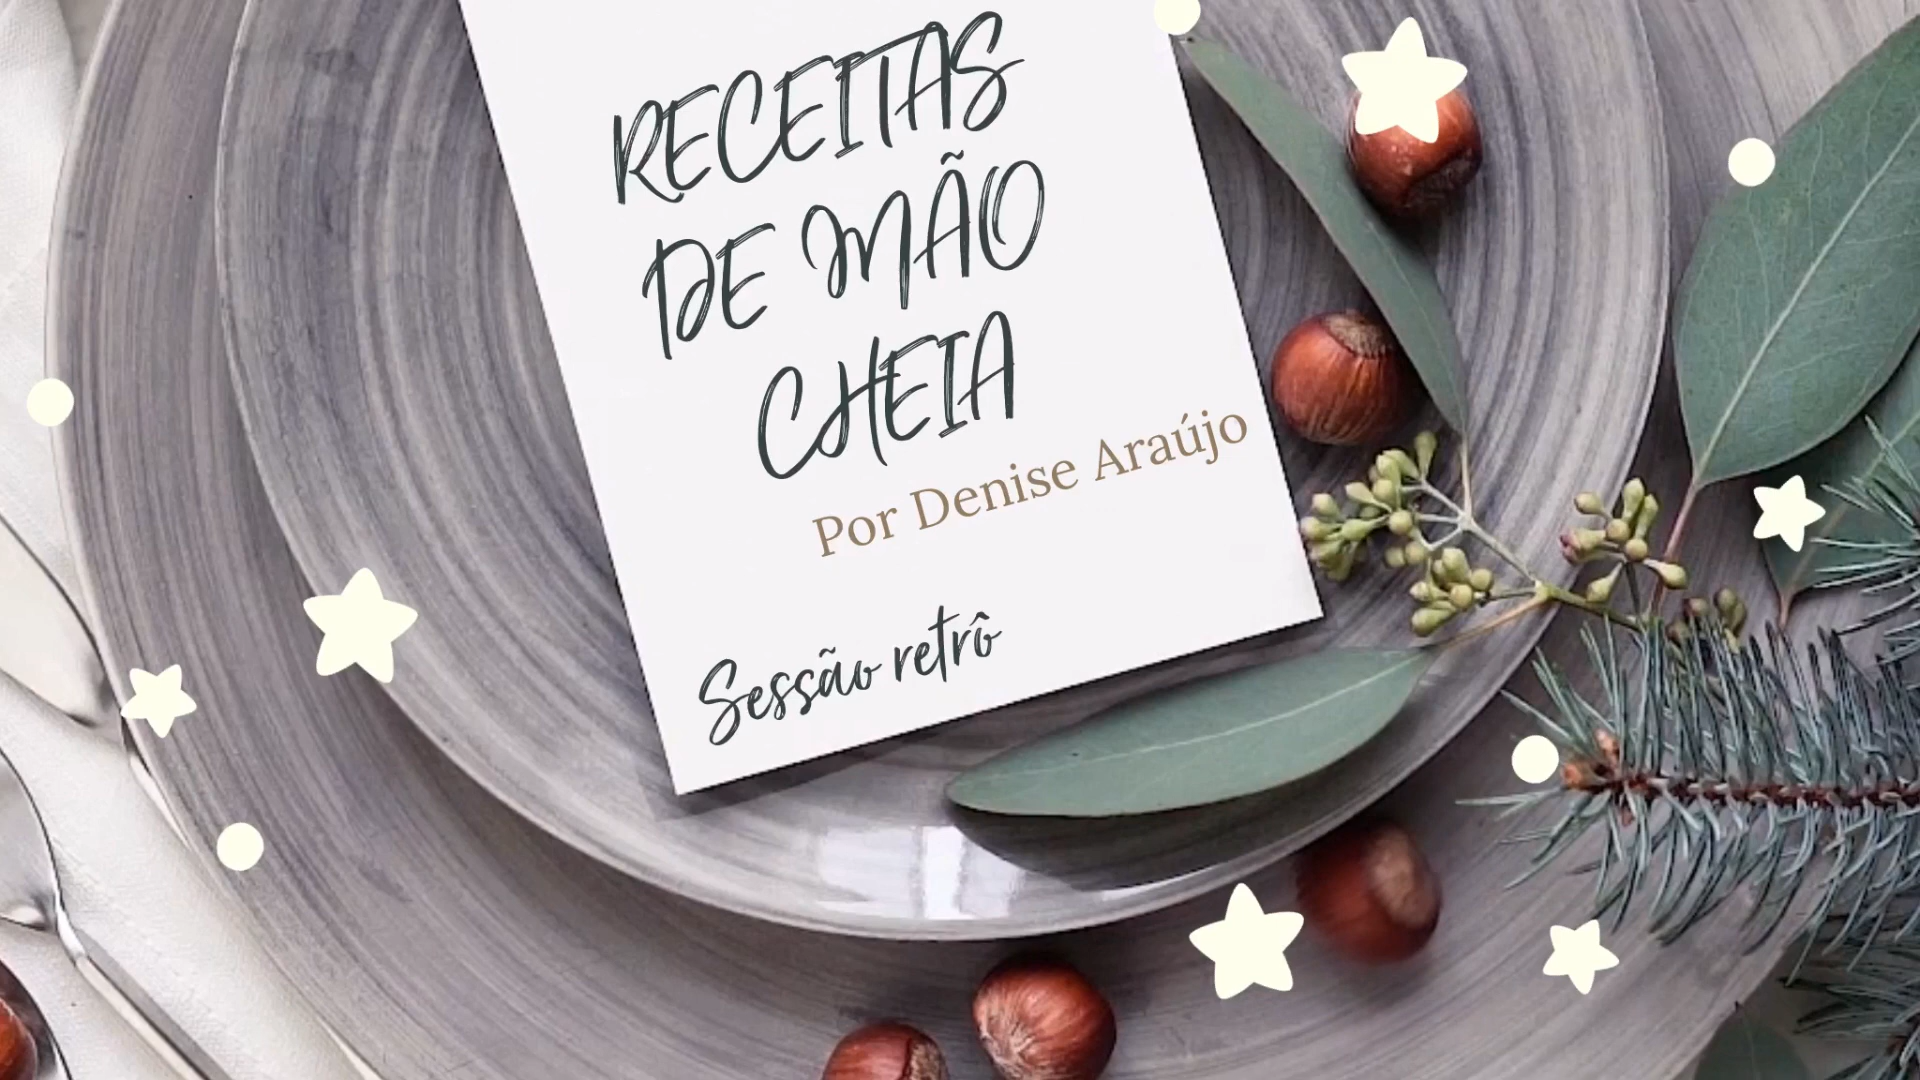 RECEITAS
DE MÃO
CHEIA
Por Denise Araújo
Sessão retrô